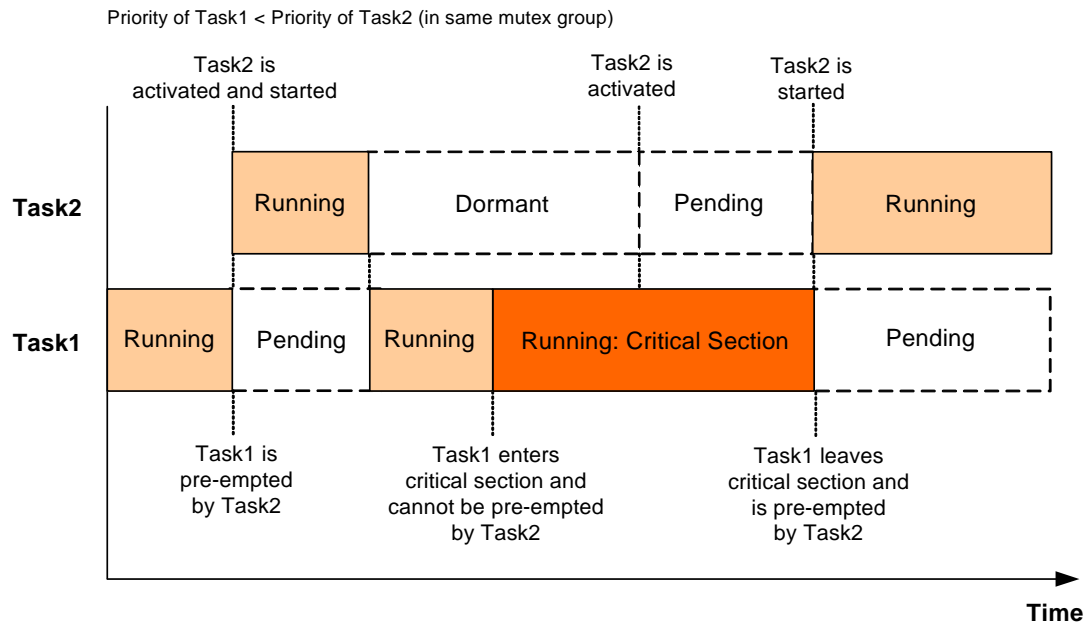 Priority of Task1 < Priority of Task2 (in same mutex group)
Task2 is
activated and started
Task2 is
activated
Task2 is
started
Task2
Running
Dormant
Pending
Running
Task1
Running
Pending
Running
Running: Critical Section
Pending
Task1 is
pre-empted
by Task2
Task1 enters
critical section and
cannot be pre-empted
by Task2
Task1 leaves
critical section and
is pre-empted
by Task2
Time